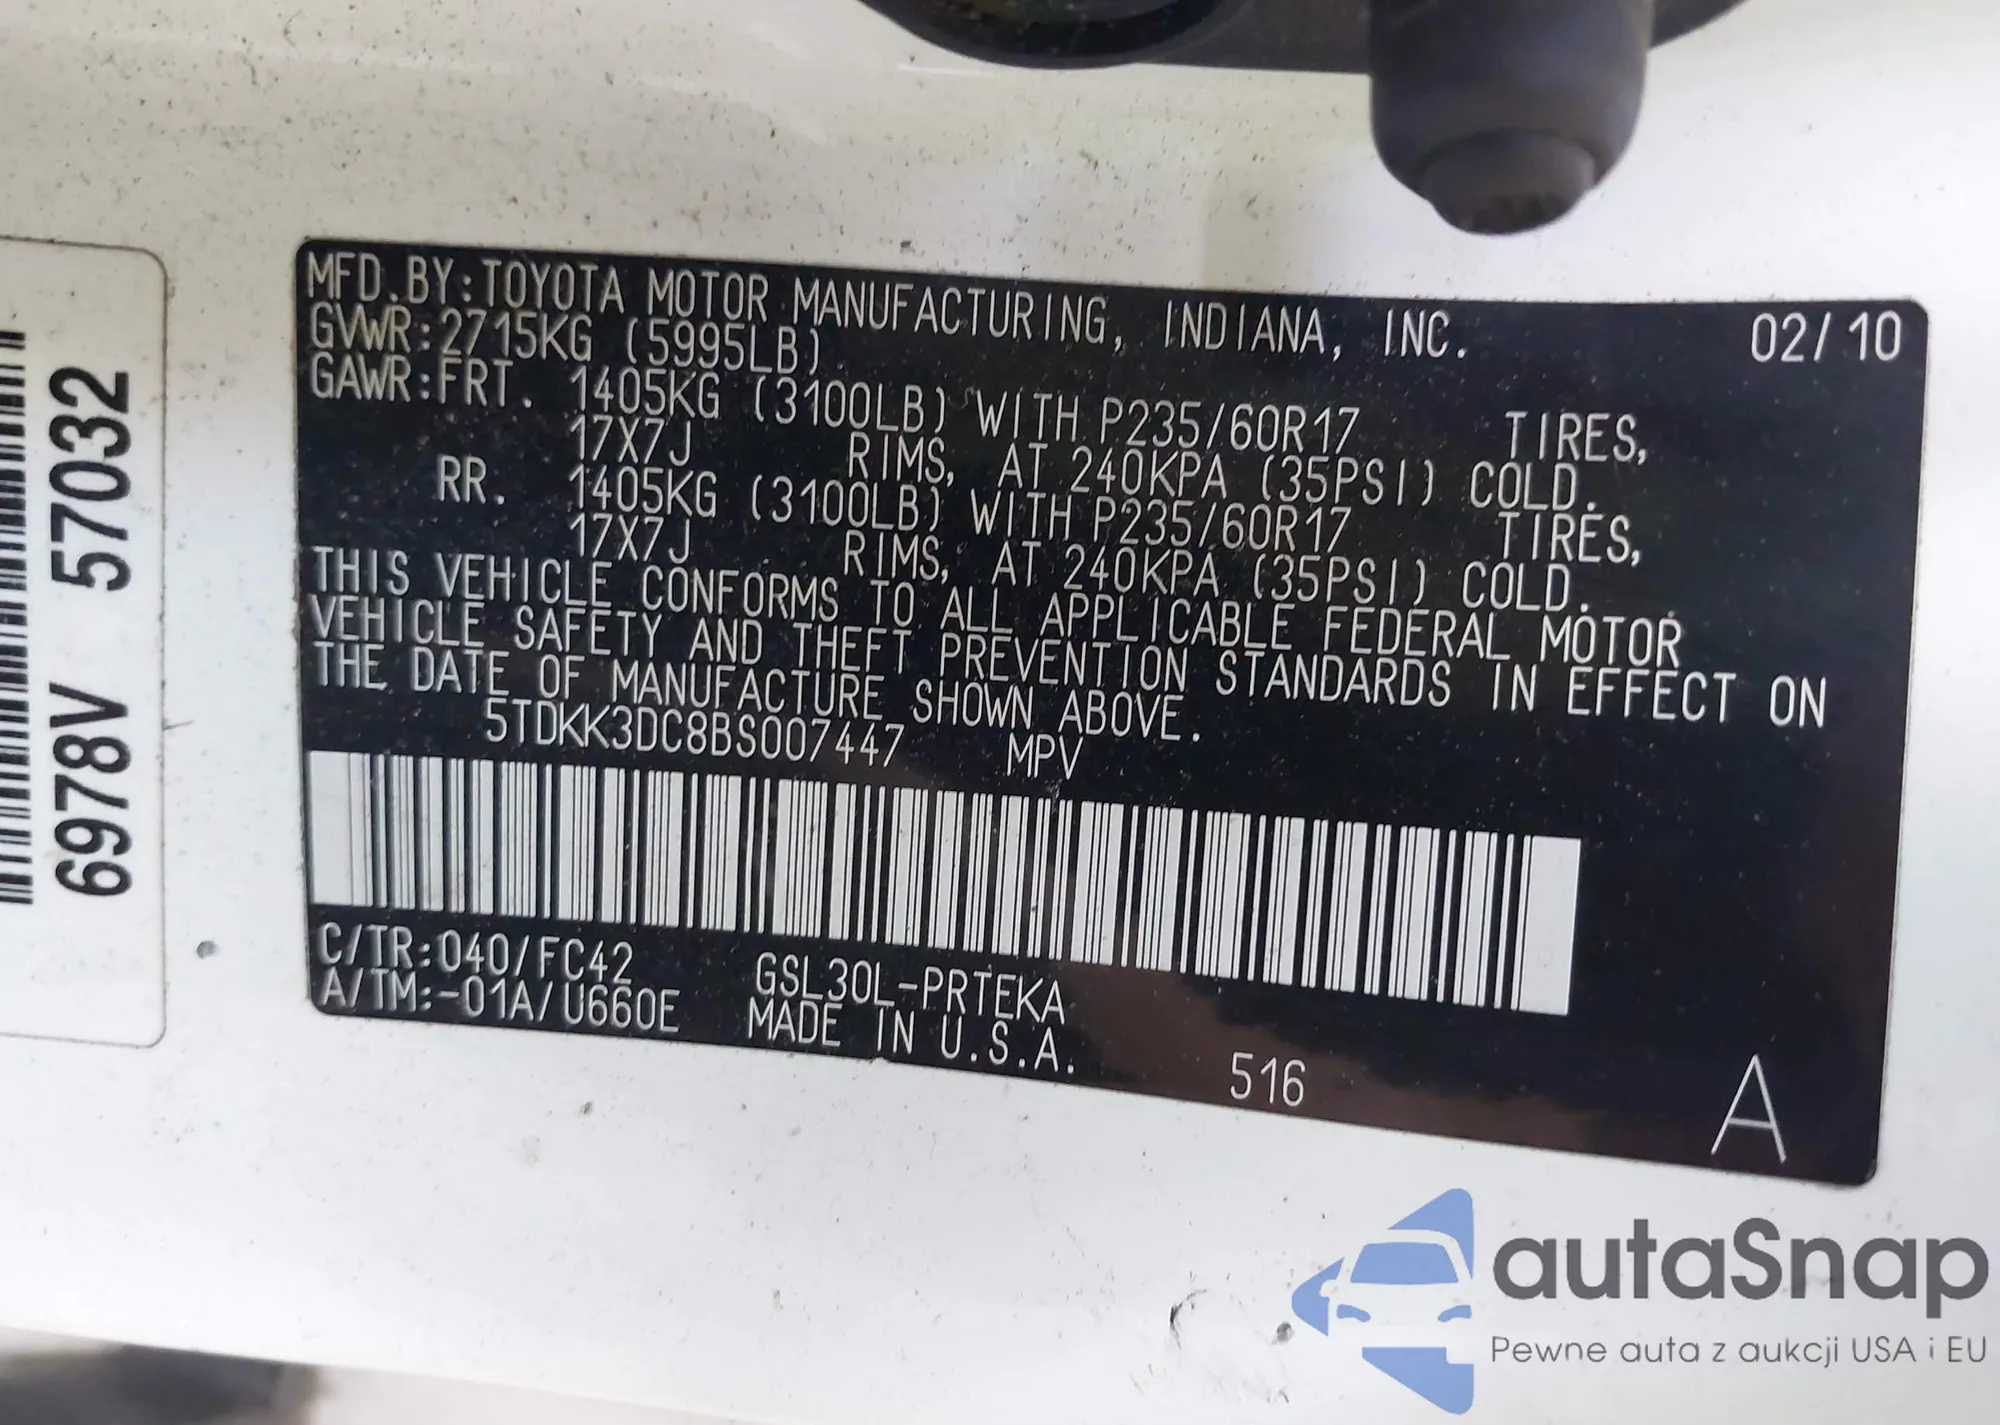 MFD.BY:TOYOTA MOTOR MANUFACTURING, INDIANA, INC. 02/10
GVWR:2715KG (5995LB)
GAWR:FRT. 1405KG (3100LB) WITH P235/60R17 TIRES,
17X7J RIMS, AT 240KPA (35PSI) COLD.
RR. 1405KG (3100LB) WITH P235/60R17 TIRES,
17X7J RIMS, AT 240KPA (35PSI) COLD.
THIS VEHICLE CONFORMS TO ALL APPLICABLE FEDERAL MOTOR
VEHICLE SAFETY AND THEFT PREVENTION STANDARDS IN EFFECT ON
THE DATE OF MANUFACTURE SHOWN ABOVE.
5TDKK3DC8BS007447 MPV
C/TR:040/FC42 GSL30L-PRTEKA
A/TM:-01A/U660E MADE IN U.S.A.
516 A
6978V 57032
autaSnap
Pewne auta z aukcji USA i EU